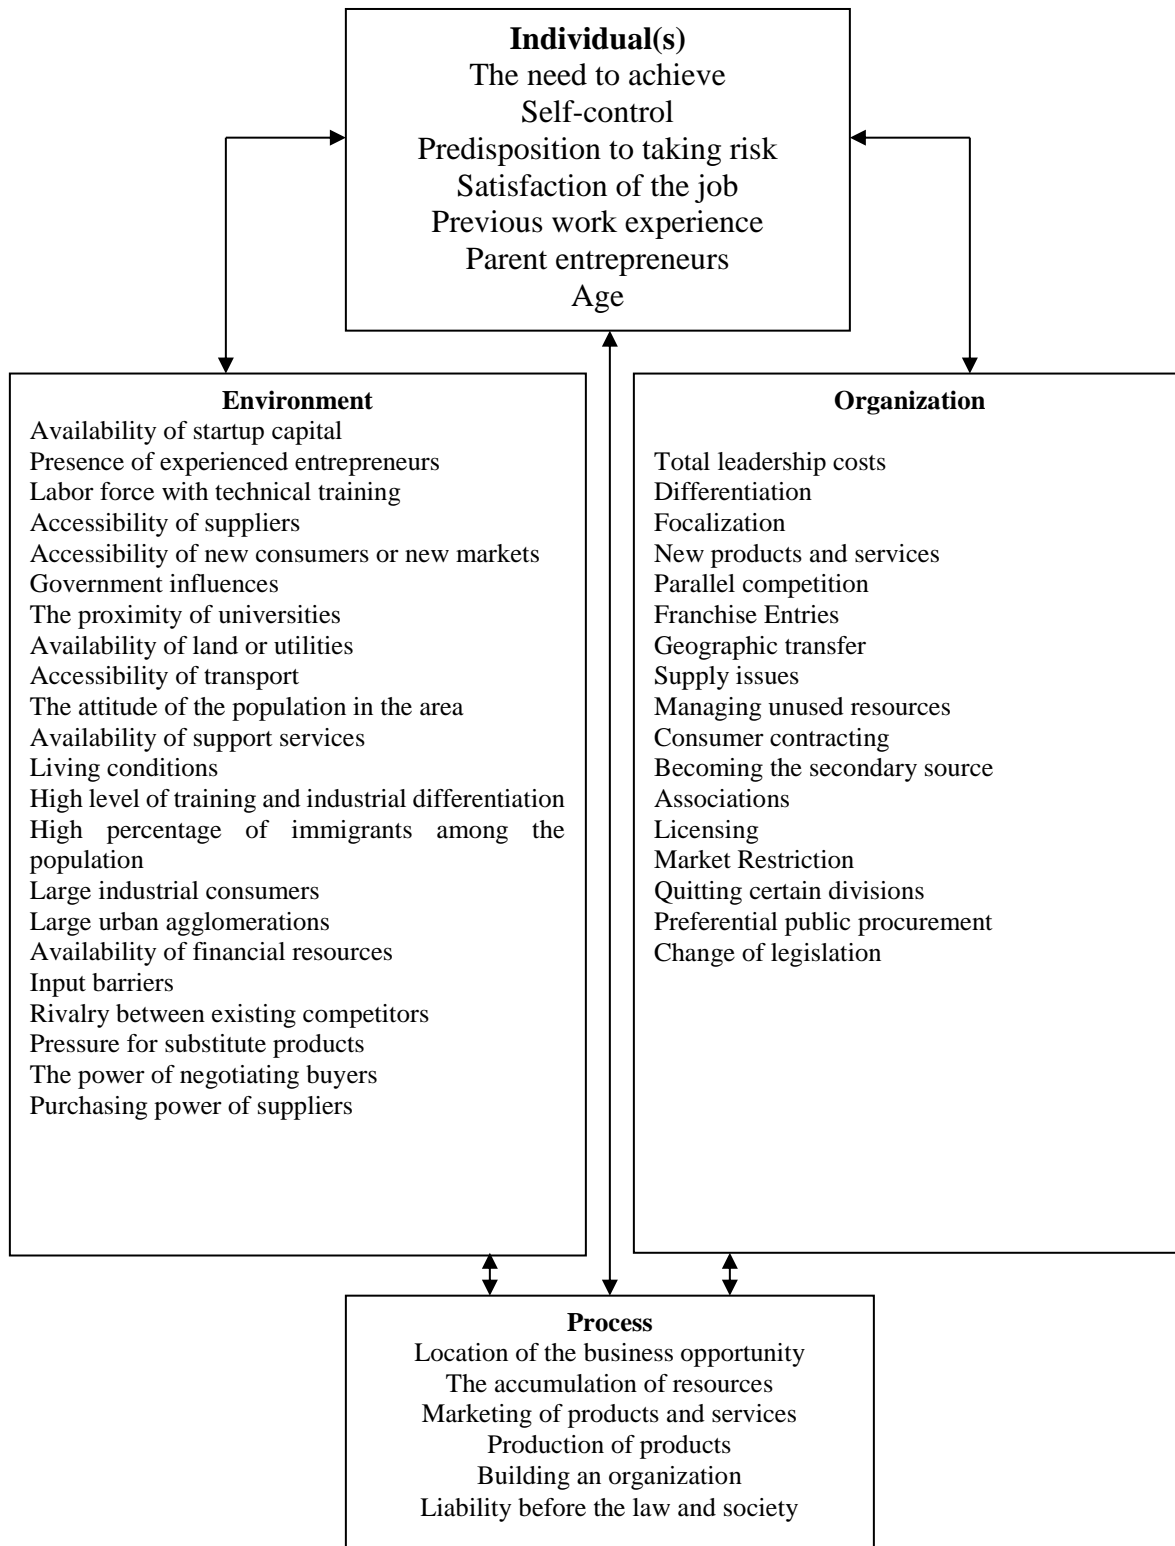 Individual(s)
The need to achieve
Self-control
Predisposition to taking risk
Satisfaction of the job
Previous work experience
Parent entrepreneurs
Age
Environment
Availability of startup capital
Presence of experienced entrepreneurs
Labor force with technical training
Accessibility of suppliers
Accessibility of new consumers or new markets
Government influences
The proximity of universities
Availability of land or utilities
Accessibility of transport
The attitude of the population in the area
Availability of support services
Living conditions
High level of training and industrial differentiation
High percentage of immigrants among the
population
Large industrial consumers
Large urban agglomerations
Availability of financial resources
Input barriers
Rivalry between existing competitors
Pressure for substitute products
The power of negotiating buyers
Purchasing power of suppliers
Organization
Total leadership costs
Differentiation
Focalization
New products and services
Parallel competition
Franchise Entries
Geographic transfer
Supply issues
Managing unused resources
Consumer contracting
Becoming the secondary source
Associations
Licensing
Market Restriction
Quitting certain divisions
Preferential public procurement
Change of legislation
Process
Location of the business opportunity
The accumulation of resources
Marketing of products and services
Production of products
Building an organization
Liability before the law and society